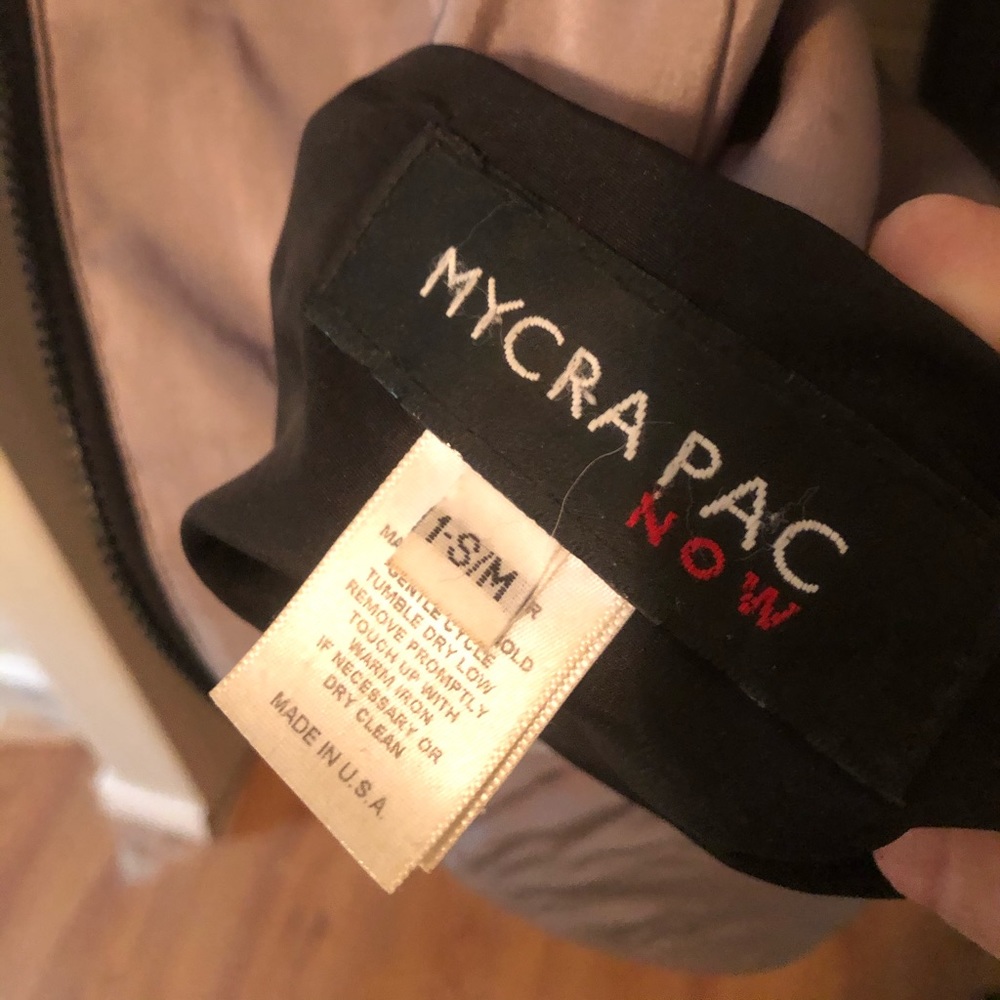 MYCRA PAC
NOW
1-S/M
GENTLE CYCLE
TUMBLE DRY LOW
REMOVE PROMPTLY
TOUCH UP WITH
WARM IRON
IF NECESSARY OR
DRY CLEAN
MADE IN U.S.A.